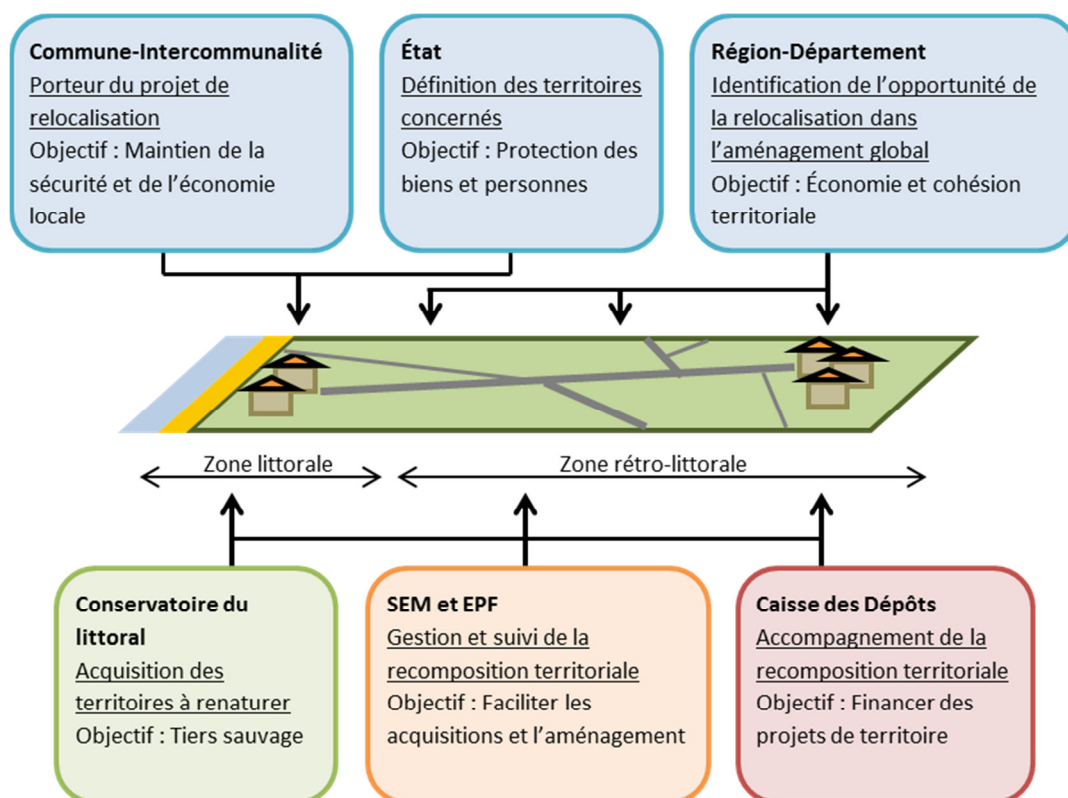 Commune-Intercommunalité
Porteur du projet de
relocalisation
Objectif : Maintien de la
sécurité et de l'économie
locale
État
Définition des territoires
concernés
Objectif : Protection des
biens et personnes
Région-Département
Identification de l'opportunité de
la relocalisation dans
l'aménagement global
Objectif : Économie et cohésion
territoriale
Zone littorale
Zone rétro-littorale
Conservatoire du
littoral
Acquisition des
territoires à renaturer
Objectif : Tiers sauvage
SEM et EPF
Gestion et suivi de la
recomposition territoriale
Objectif : Faciliter les
acquisitions et l'aménagement
Caisse des Dépôts
Accompagnement de la
recomposition territoriale
Objectif : Financer des
projets de territoire